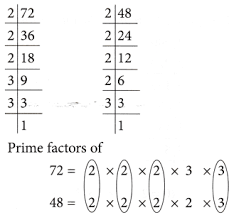 2 72 2 48
2 36 2 24
2 18 2 12
3 9 2 6
3 3 3 3
1 1
Prime factors of
72 = 2 × 2 × 2 × 3 × 3
48 = 2 × 2 × 2 × 2 × 3